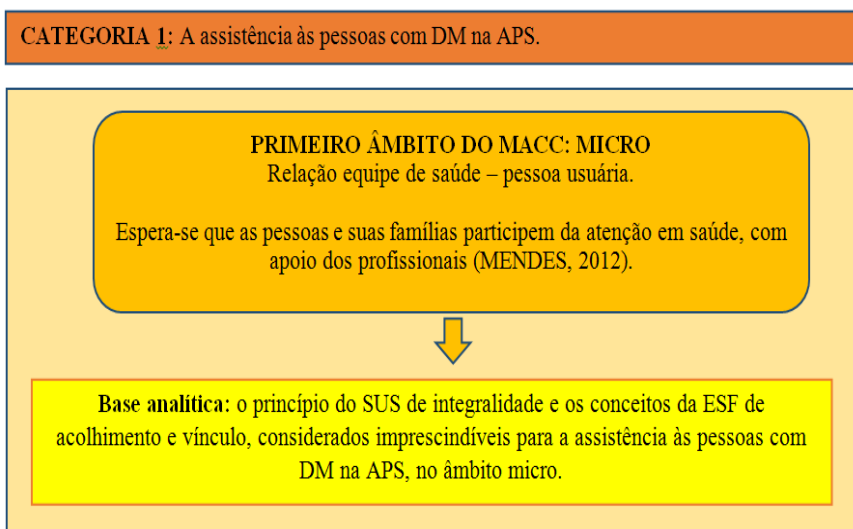 CATEGORIA 1: A assistência às pessoas com DM na APS.
PRIMEIRO ÂMBITO DO MACC: MICRO
Relação equipe de saúde – pessoa usuária.
Espera-se que as pessoas e suas famílias participem da atenção em saúde, com
apoio dos profissionais (MENDES, 2012).
Base analítica: o princípio do SUS de integralidade e os conceitos da ESF de
acolhimento e vínculo, considerados imprescindíveis para a assistência às pessoas com
DM na APS, no âmbito micro.